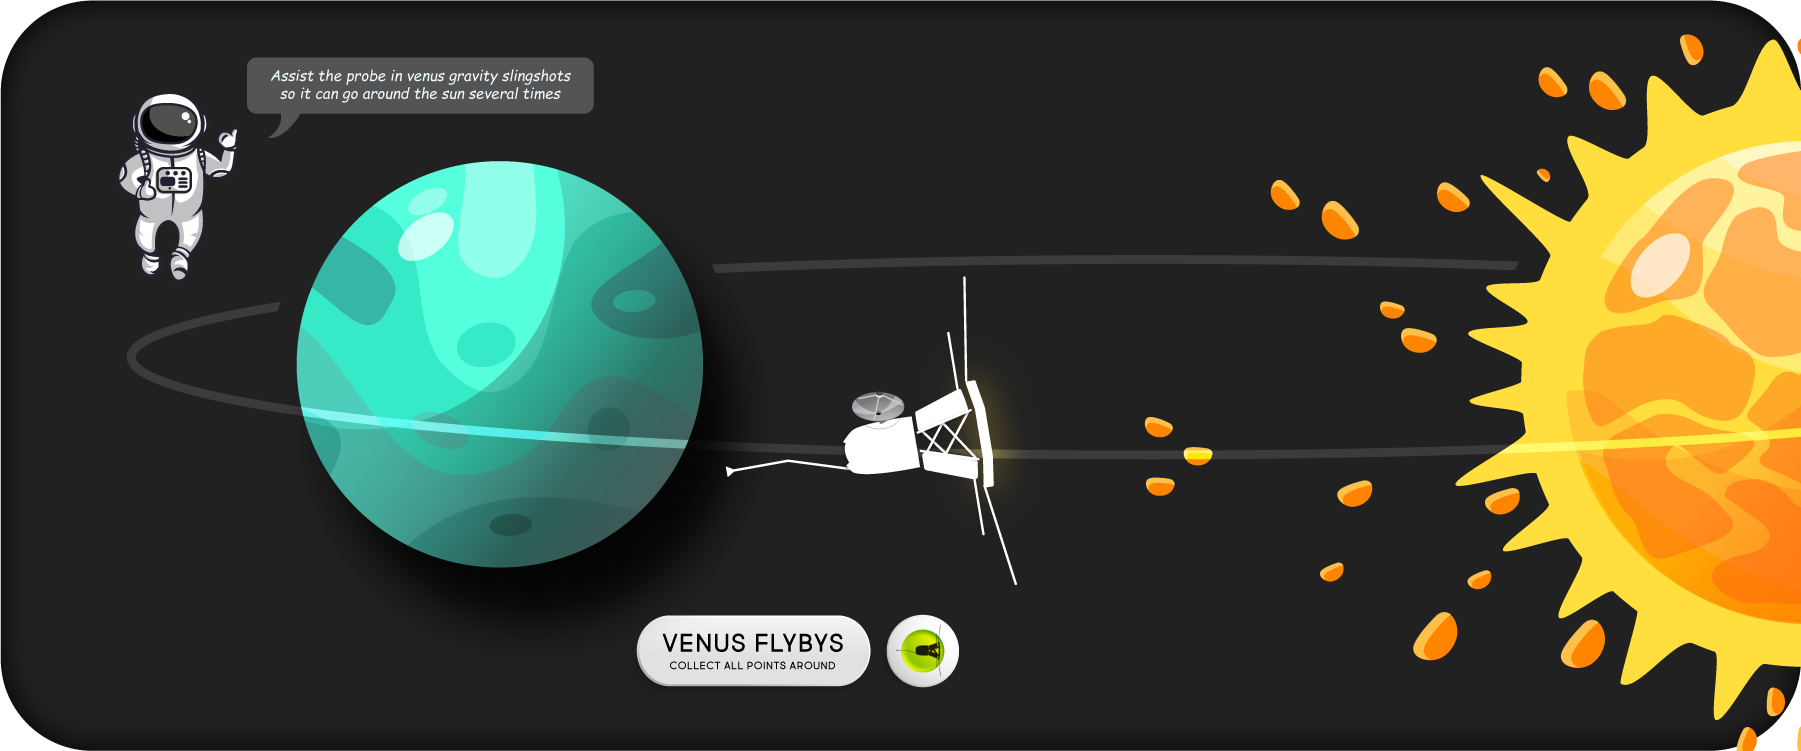 Assist the probe in venus gravity slingshots
so it can go around the sun several times
VENUS FLYBYS
COLLECT ALL POINTS AROUND